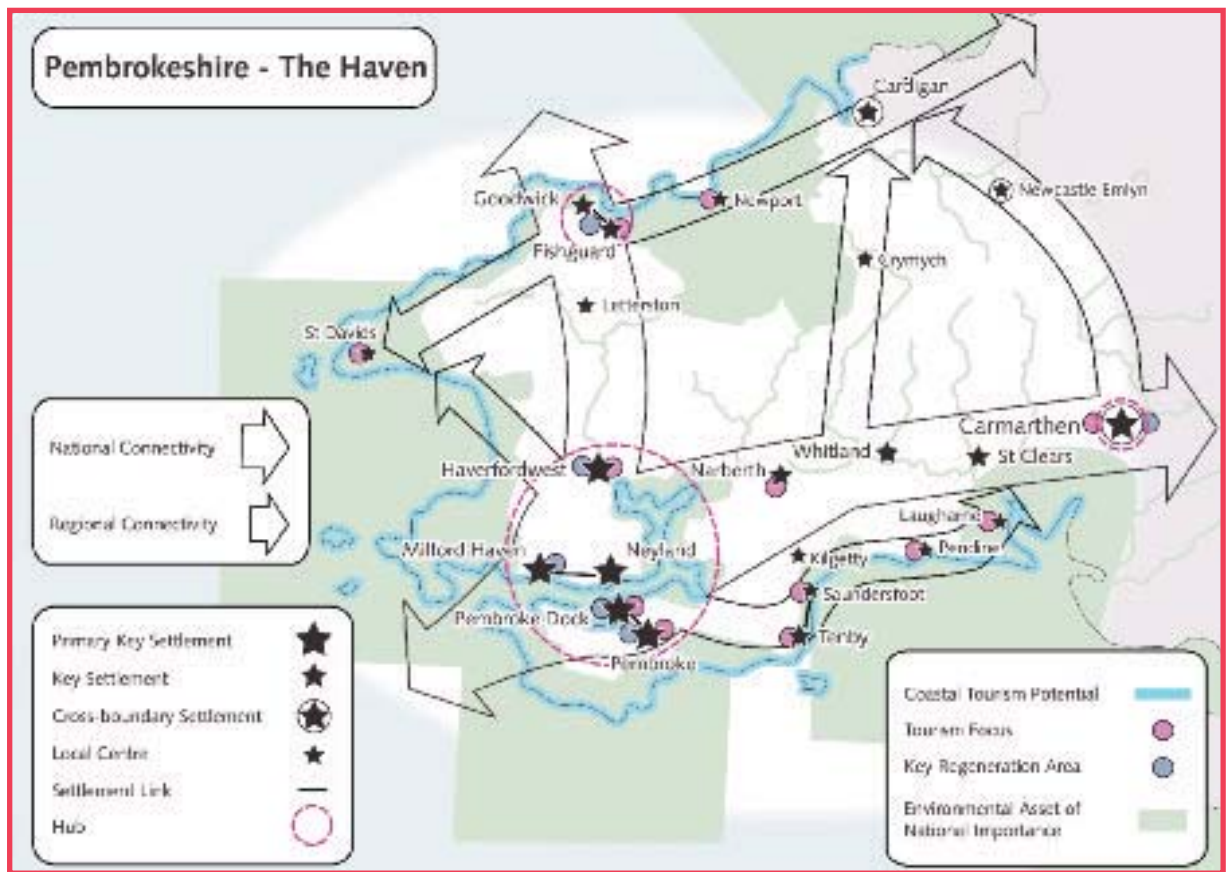 Pembrokeshire - The Haven
Cardigan
Newcastle Emlyn
Goodwick
Newport
Fishguard
Crymych
Letterston
St Davids
Carmarthen
Whitland
St Clears
Haverfordwest
Narberth
Laugharne
Milford Haven
Neyland
Kilgetty
Pendine
Saundersfoot
Pembroke Dock
Tenby
Pembroke
National Connectivity
Regional Connectivity
Primary Key Settlement
Key Settlement
Cross-boundary Settlement
Local Centre
Settlement Link
Hub
Coastal Tourism Potential
Tourism Focus
Key Regeneration Area
Environmental Asset of
National Importance